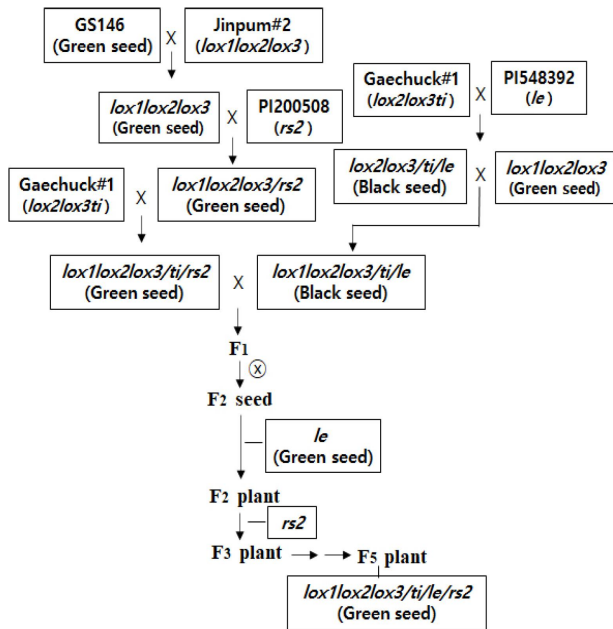 GS146
(Green seed)
X
Jinpum#2
(lox1lox2lox3)
Gaechuck#1
(lox2lox3ti)
X
PI548392
(le)
lox1lox2lox3
(Green seed)
X
PI200508
(rs2)
lox2lox3/ti/le
(Black seed)
X
lox1lox2lox3
(Green seed)
Gaechuck#1
(lox2lox3ti)
X
lox1lox2lox3/rs2
(Green seed)
lox1lox2lox3/ti/rs2
(Green seed)
X
lox1lox2lox3/ti/le
(Black seed)
F1
X
F2 seed
le
(Green seed)
F2 plant
rs2
F3 plant
F5 plant
lox1lox2lox3/ti/le/rs2
(Green seed)